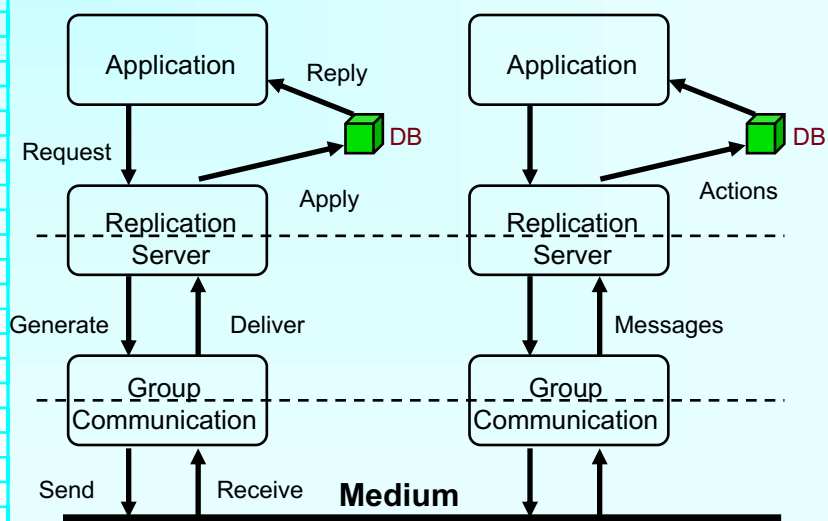 Application
Application
Reply
DB
DB
Request
Apply
Actions
Replication
Server
Replication
Server
Generate
Deliver
Messages
Group
Communication
Group
Communication
Send
Receive
Medium